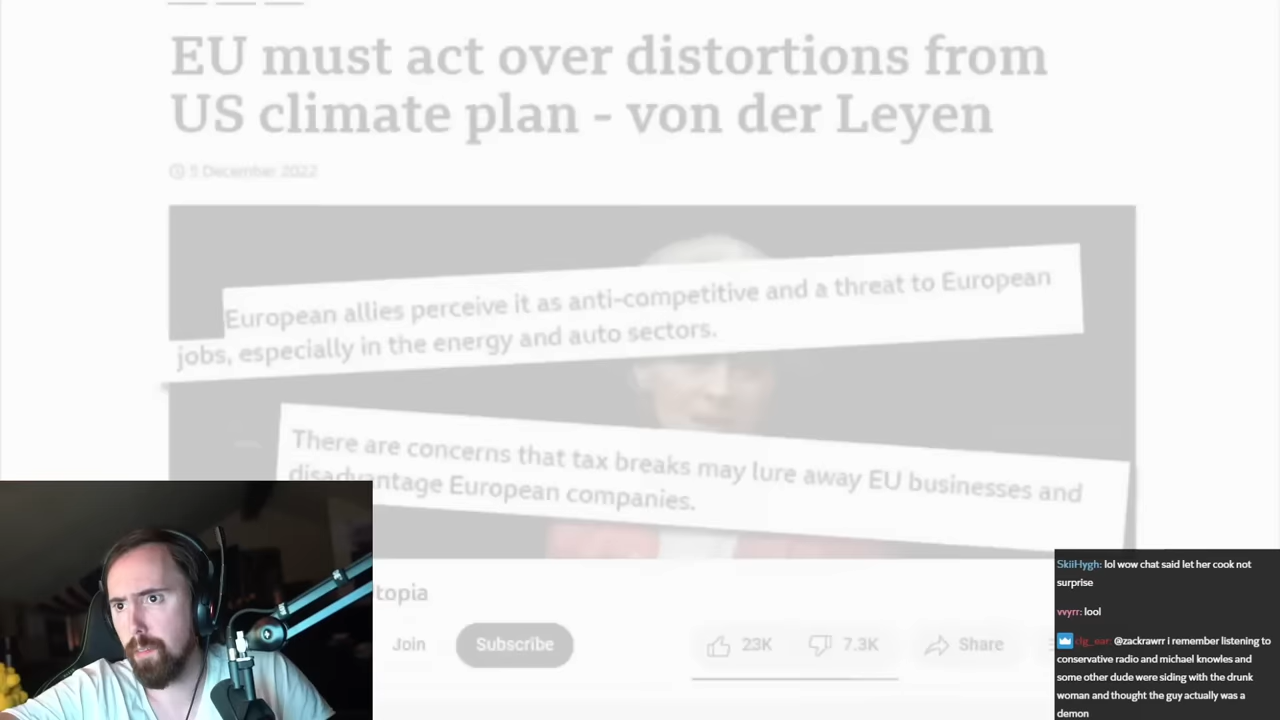 EU must act over distortions from
US climate plan - von der Leyen
5 December 2022
European allies perceive it as anti-competitive and a threat to European
jobs, especially in the energy and auto sectors.
There are concerns that tax breaks may lure away EU businesses and
disadvantage European companies.
topia
Join
Subscribe
23K
7.3K
Share
SkiiHygh: lol wow chat said let her cook not
surprise
vvyrr: lool
@zackrawrr i remember listening to
conservative radio and michael knowles and
some other dude were siding with the drunk
woman and thought the guy actually was a
demon